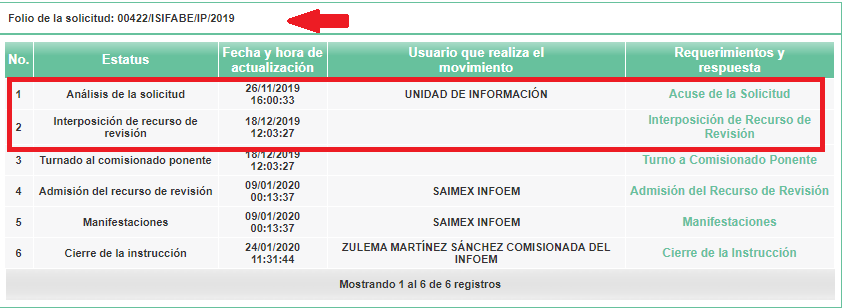 Folio de la solicitud: 00422/ISIFABE/IP/2019
No. Estatus Fecha y hora de actualización Usuario que realiza el movimiento Requerimientos y respuesta
1 Análisis de la solicitud 26/11/2019 16:00:33 UNIDAD DE INFORMACIÓN Acuse de la Solicitud
2 Interposición de recurso de revisión 18/12/2019 12:03:27 Interposición de Recurso de Revisión
3 Turnado al comisionado ponente 18/12/2019 12:03:27 Turno a Comisionado Ponente
4 Admisión del recurso de revisión 09/01/2020 00:13:37 SAIMEX INFOEM Admisión del Recurso de Revisión
5 Manifestaciones 09/01/2020 00:13:37 SAIMEX INFOEM Manifestaciones
6 Cierre de la instrucción 24/01/2020 11:31:44 ZULEMA MARTÍNEZ SÁNCHEZ COMISIONADA DEL INFOEM Cierre de la Instrucción
Mostrando 1 al 6 de 6 registros